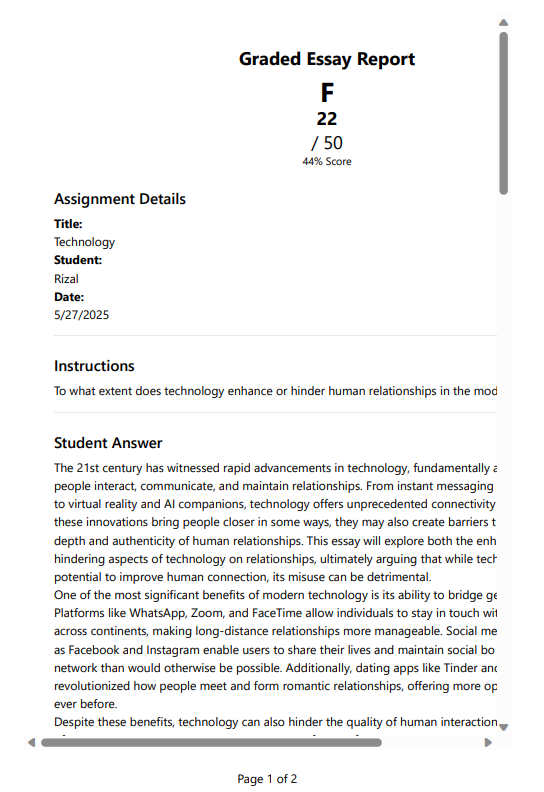 Graded Essay Report
F
22
/ 50
44% Score
Assignment Details
Title:
Technology
Student:
Rizal
Date:
5/27/2025
Instructions
To what extent does technology enhance or hinder human relationships in the mod
Student Answer
The 21st century has witnessed rapid advancements in technology, fundamentally a
people interact, communicate, and maintain relationships. From instant messaging
to virtual reality and AI companions, technology offers unprecedented connectivity
these innovations bring people closer in some ways, they may also create barriers t
depth and authenticity of human relationships. This essay will explore both the enh
hindering aspects of technology on relationships, ultimately arguing that while tech
potential to improve human connection, its misuse can be detrimental.
One of the most significant benefits of modern technology is its ability to bridge ge
Platforms like WhatsApp, Zoom, and FaceTime allow individuals to stay in touch wit
across continents, making long-distance relationships more manageable. Social me
as Facebook and Instagram enable users to share their lives and maintain social bo
network than would otherwise be possible. Additionally, dating apps like Tinder and
revolutionized how people meet and form romantic relationships, offering more op
ever before.
Despite these benefits, technology can also hinder the quality of human interaction
Page 1 of 2